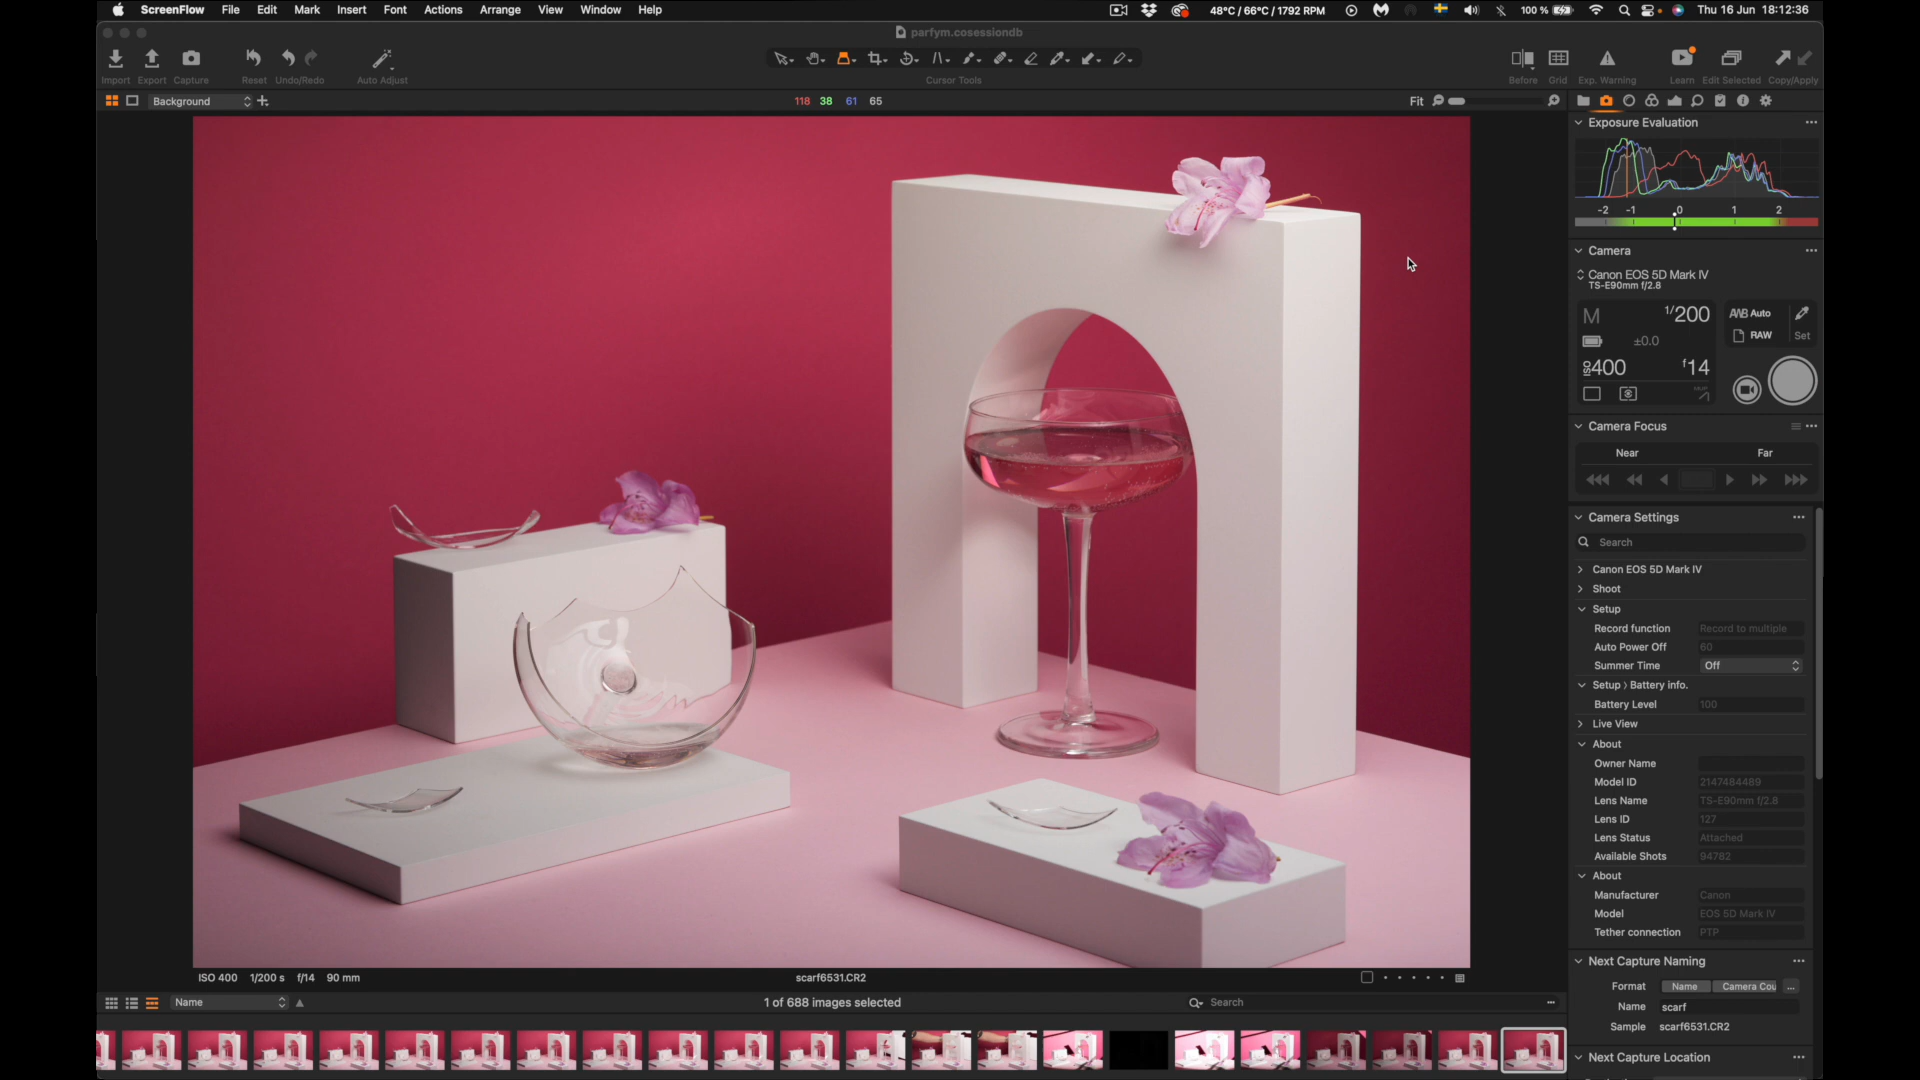 ScreenFlow File Edit Mark Insert Font Actions Arrange View Window Help 48°C / 66°C / 1792 RPM 100 % Thu 16 Jun 18:12:36
parfym.cosessiondb
Import Export Capture Reset Undo/Redo Auto Adjust Cursor Tools Before Grid Exp. Warning Learn Edit Selected Copy/Apply
Background 118 38 61 65 Fit
Exposure Evaluation
-2 -1 0 1 2
Camera
Canon EOS 5D Mark IV
TS-E90mm f/2.8
M 1/200 AWB Auto
±0.0 RAW Set
ISO 400 f14
Camera Focus
Near Far
Camera Settings
Search
Canon EOS 5D Mark IV
Shoot
Setup
Record function Record to multiple
Auto Power Off 60
Summer Time Off
Setup > Battery info.
Battery Level 100
Live View
About
Owner Name
Model ID 2147484489
Lens Name TS-E90mm f/2.8
Lens ID 127
Lens Status Attached
Available Shots 94782
About
Manufacturer Canon
Model EOS 5D Mark IV
Tether connection PTP
Next Capture Naming
Format Name Camera Cou ...
Name scarf
Sample scarf6531.CR2
Next Capture Location
ISO 400 1/200 s f/14 90 mm scarf6531.CR2
Name 1 of 688 images selected Search